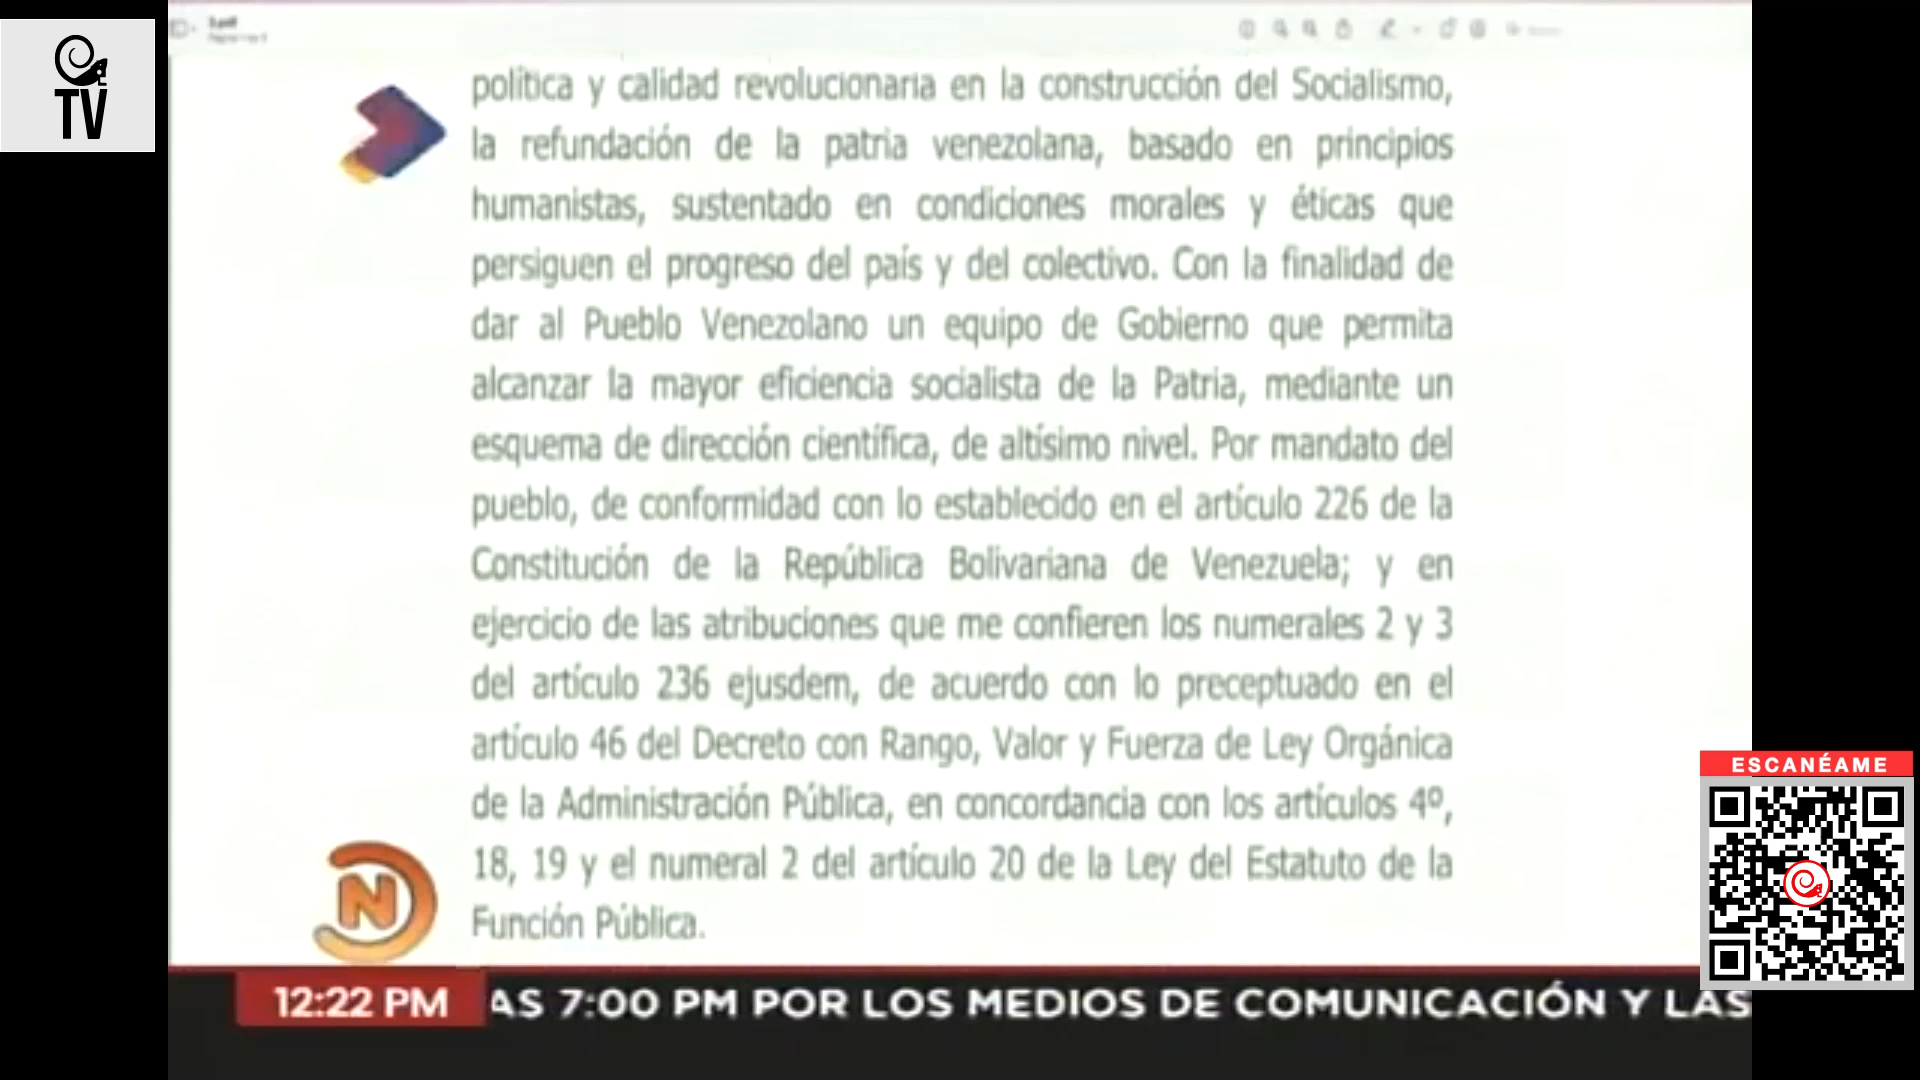 TV
política y calidad revolucionaria en la construcción del Socialismo,
la refundación de la patria venezolana, basado en principios
humanistas, sustentado en condiciones morales y éticas que
persiguen el progreso del país y del colectivo. Con la finalidad de
dar al Pueblo Venezolano un equipo de Gobierno que permita
alcanzar la mayor eficiencia socialista de la Patria, mediante un
esquema de dirección científica, de altísimo nivel. Por mandato del
pueblo, de conformidad con lo establecido en el artículo 226 de la
Constitución de la República Bolivariana de Venezuela; y en
ejercicio de las atribuciones que me confieren los numerales 2 y 3
del artículo 236 ejusdem, de acuerdo con lo preceptuado en el
artículo 46 del Decreto con Rango, Valor y Fuerza de Ley Orgánica
de la Administración Pública, en concordancia con los artículos 4º,
18, 19 y el numeral 2 del artículo 20 de la Ley del Estatuto de la
Función Pública.
N
ESCANÉAME
12:22 PM AS 7:00 PM POR LOS MEDIOS DE COMUNICACIÓN Y LAS